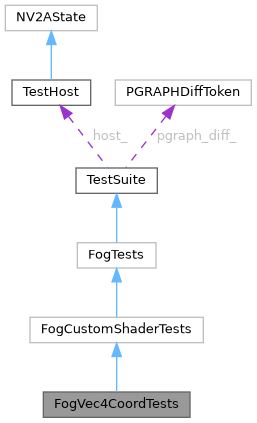 NV2AState
TestHost
PGRAPHDiffToken
host_
pgraph_diff_
TestSuite
FogTests
FogCustomShaderTests
FogVec4CoordTests